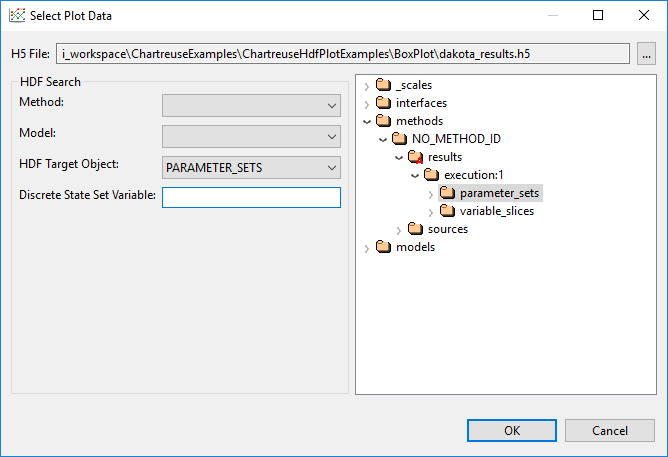 Select Plot Data
H5 File: i_workspace\ChartreuseExamples\ChartreuseHdfPlotExamples\BoxPlot\dakota_results.h5 ...
HDF Search
Method:
Model:
HDF Target Object: PARAMETER_SETS
Discrete State Set Variable:
_scales
interfaces
methods
NO_METHOD_ID
results
execution:1
parameter_sets
variable_slices
sources
models
OK Cancel